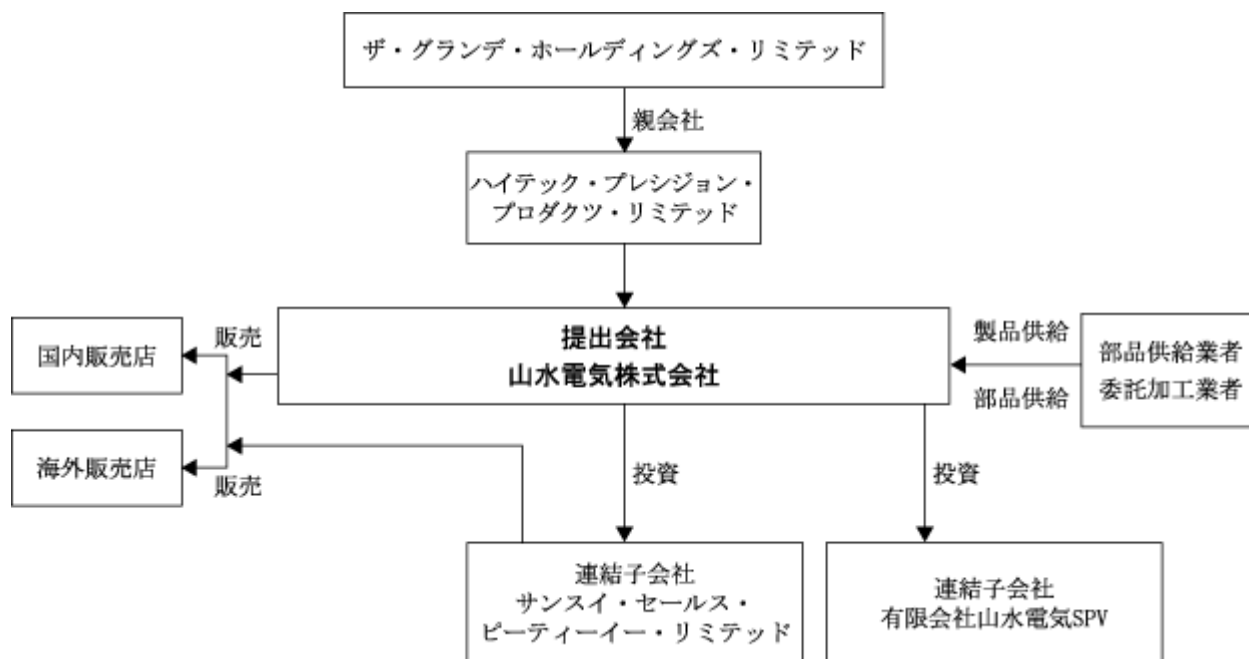 ザ・グランデ・ホールディングズ・リミテッド
親会社
ハイテック・プレシジョン・
プロダクツ・リミテッド
提出会社
山水電気株式会社
販売
国内販売店
海外販売店
販売
製品供給
部品供給
部品供給業者
委託加工業者
投資
投資
連結子会社
サンスイ・セールス・
ピーティーイー・リミテッド
連結子会社
有限会社山水電気SPV